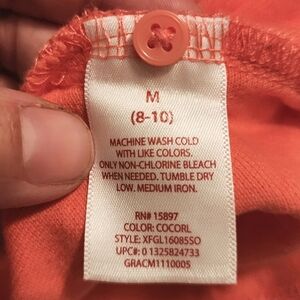 M
(8-10)
MACHINE WASH COLD
WITH LIKE COLORS.
ONLY NON-CHLORINE BLEACH
WHEN NEEDED. TUMBLE DRY
LOW. MEDIUM IRON.
RN# 15897
COLOR: COCORL
STYLE: XFGL16085SO
UPC#: 0 1325824733
GRACM1110005